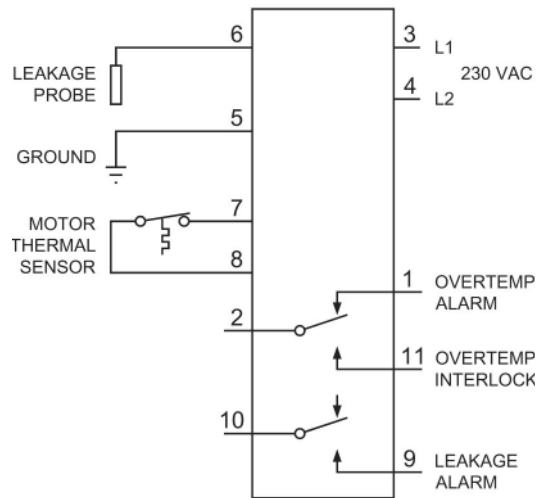 6
LEAKAGE
PROBE
5
GROUND
MOTOR
THERMAL
SENSOR
7
8
2
10
3
L1
230 VAC
4
L2
1
OVERTEMP
ALARM
11
OVERTEMP
INTERLOCK
9
LEAKAGE
ALARM